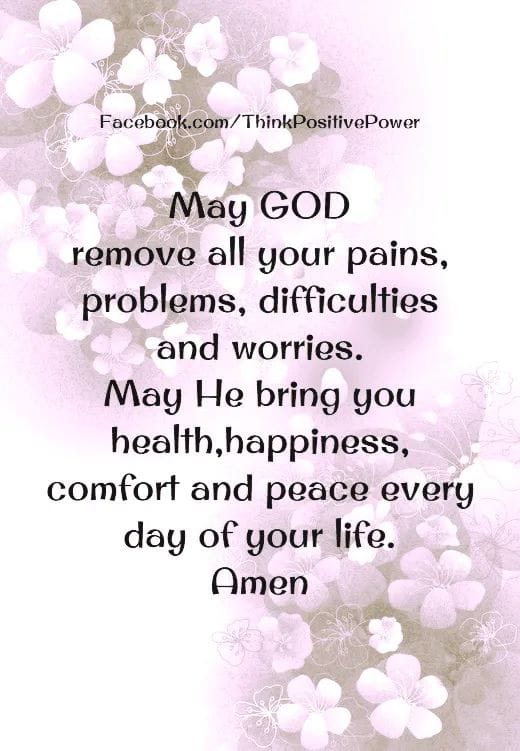 Facebook.com/ThinkPositivePower
May GOD
remove all your pains,
problems, difficulties
and worries.
May He bring you
health,happiness,
comfort and peace every
day of your life.
Amen